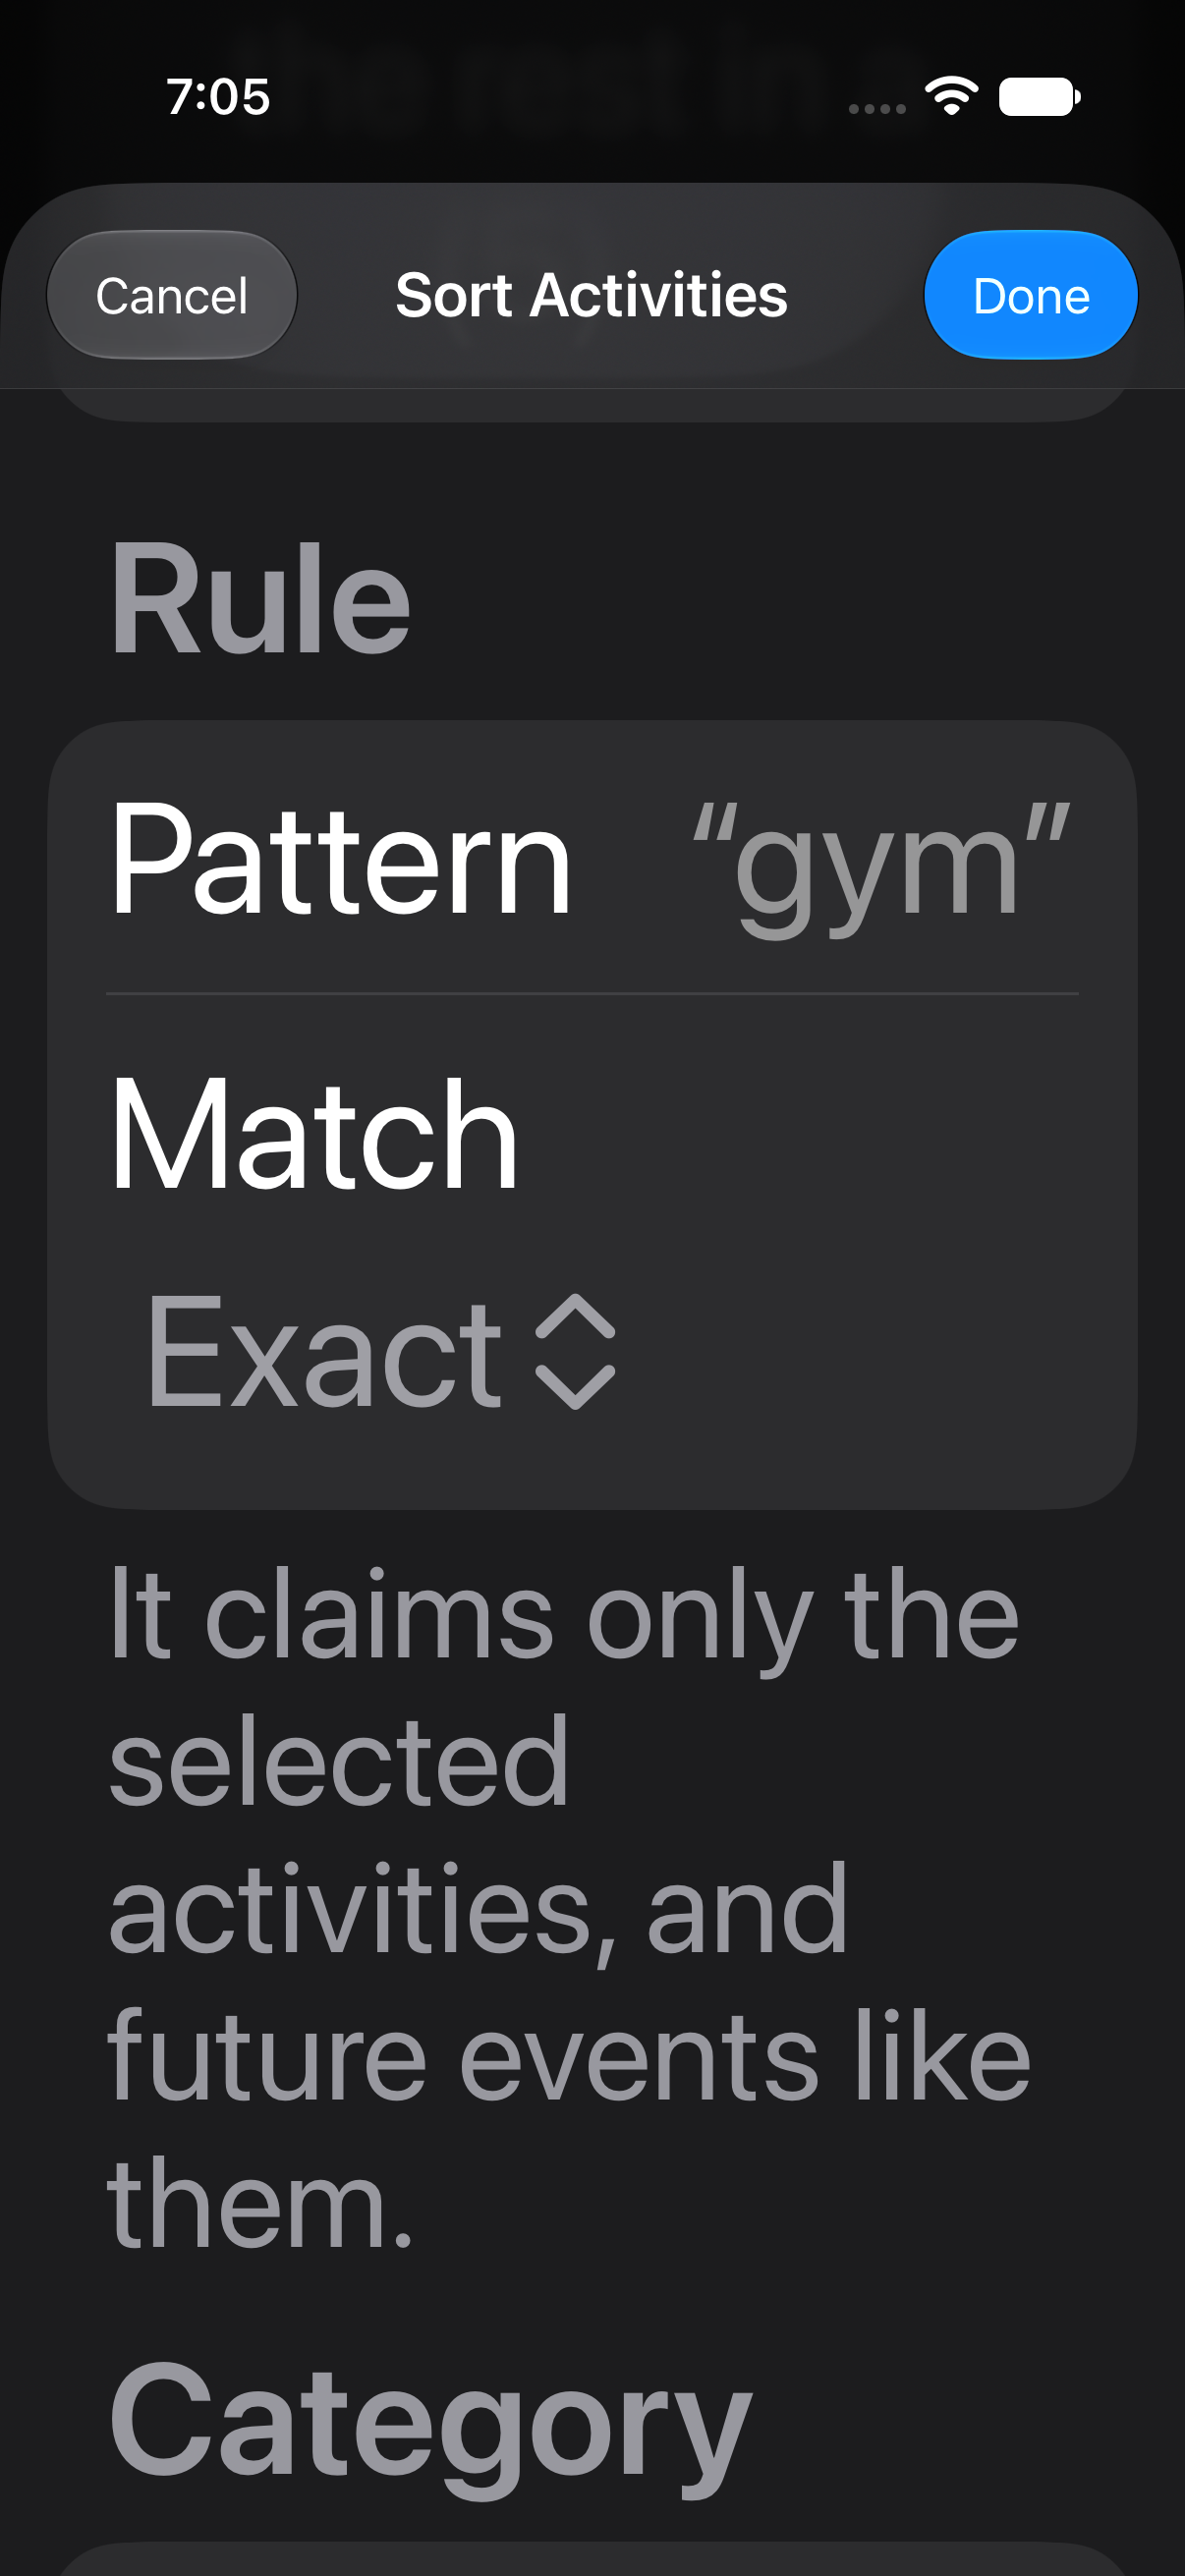 7:05
Cancel
Sort Activities
Done
Rule
Pattern “gym”
Match
Exact
It claims only the
selected
activities, and
future events like
them.
Category